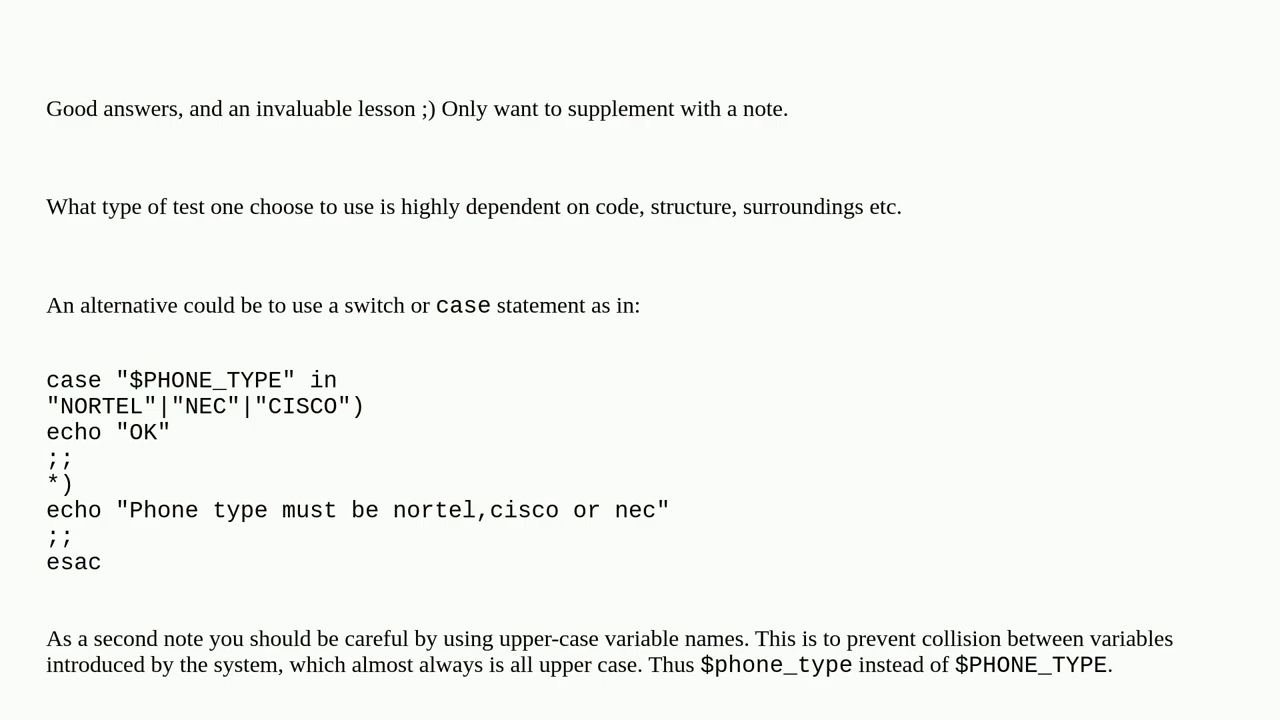 Good answers, and an invaluable lesson ;) Only want to supplement with a note.
What type of test one choose to use is highly dependent on code, structure, surroundings etc.
An alternative could be to use a switch or case statement as in:
case "$PHONE_TYPE" in
"NORTEL"|"NEC"|"CISCO")
echo "OK"
;;
*)
echo "Phone type must be nortel,cisco or nec"
;;
esac
As a second note you should be careful by using upper-case variable names. This is to prevent collision between variables
introduced by the system, which almost always is all upper case. Thus $phone_type instead of $PHONE_TYPE.